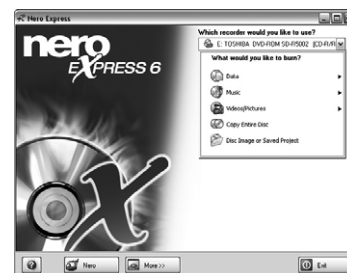 Nero Express
Which recorder would you like to use?
E: TOSHIBA DVD-ROM SD-R5002 [CD-R/R
What would you like to burn?
nero
EXPRESS 6
Data
Music
Videos/Pictures
Copy Entire Disc
Disc Image or Saved Project
Nero
More >>
Exit